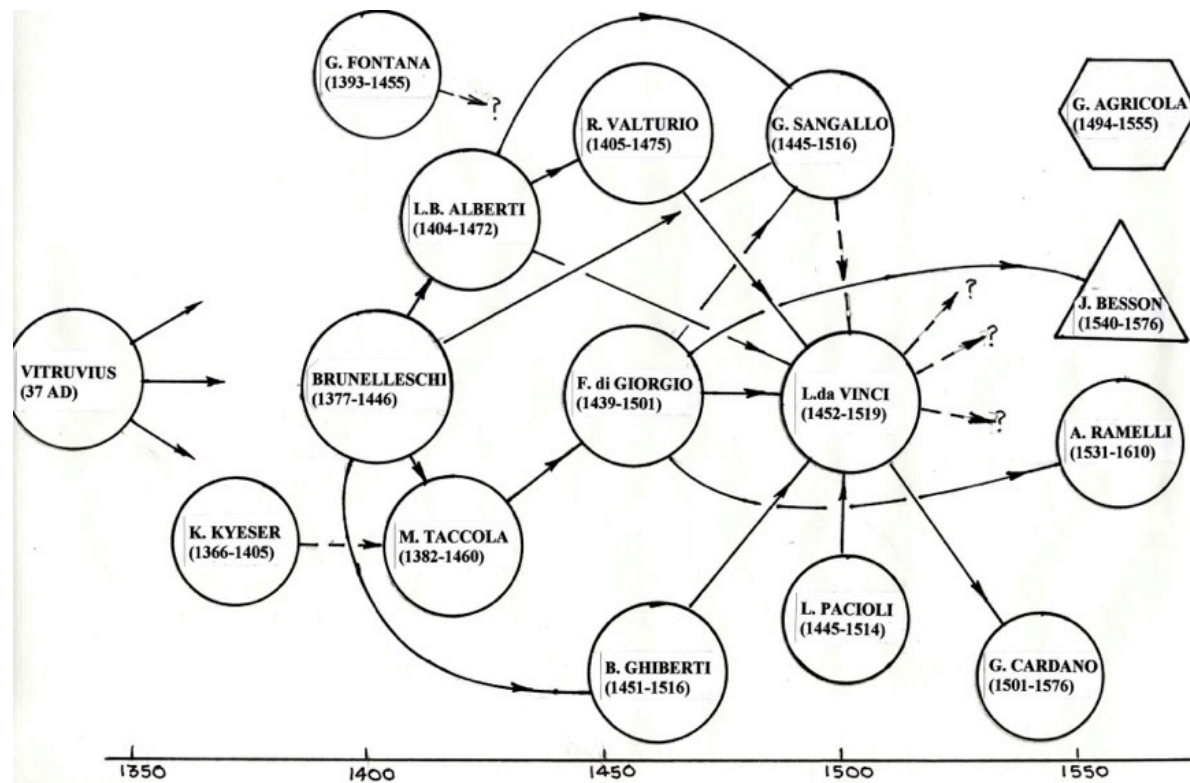 G. FONTANA
(1393-1455)
?
R. VALTURIO
(1405-1475)
G. SANGALLO
(1445-1516)
G. AGRICOLA
(1494-1555)
L.B. ALBERTI
(1404-1472)
?
?
?
J. BESSON
(1540-1576)
VITRUVIUS
(37 AD)
BRUNELLESCHI
(1377-1446)
F. di GIORGIO
(1439-1501)
L.da VINCI
(1452-1519)
A. RAMELLI
(1531-1610)
K. KYESER
(1366-1405)
M. TACCOLA
(1382-1460)
B. GHIBERTI
(1451-1516)
L. PACIOLI
(1445-1514)
G. CARDANO
(1501-1576)
1350
1400
1450
1500
1550